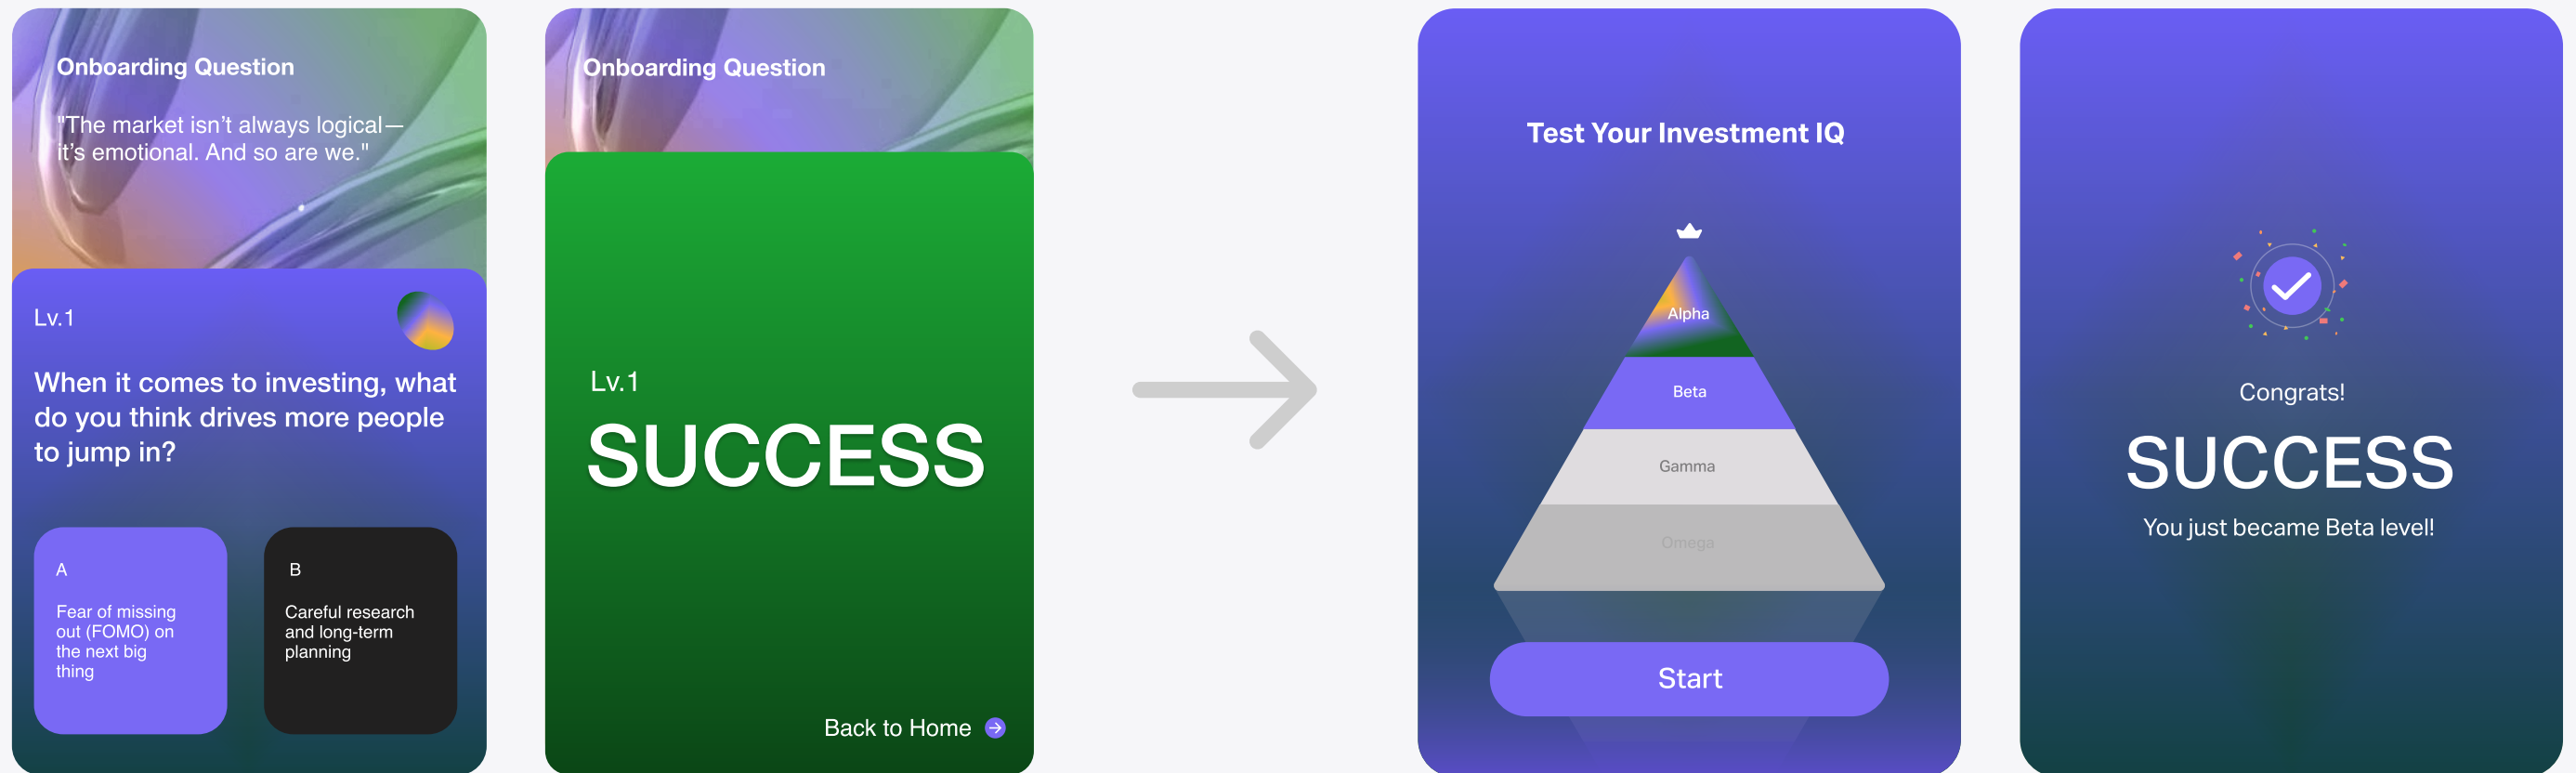 Onboarding Question
"The market isn’t always logical—
it’s emotional. And so are we."
Lv.1
When it comes to investing, what
do you think drives more people
to jump in?
A
Fear of missing
out (FOMO) on
the next big
thing
B
Careful research
and long-term
planning
Onboarding Question
Lv.1
SUCCESS
Back to Home
Test Your Investment IQ
Alpha
Beta
Gamma
Omega
Start
Congrats!
SUCCESS
You just became Beta level!